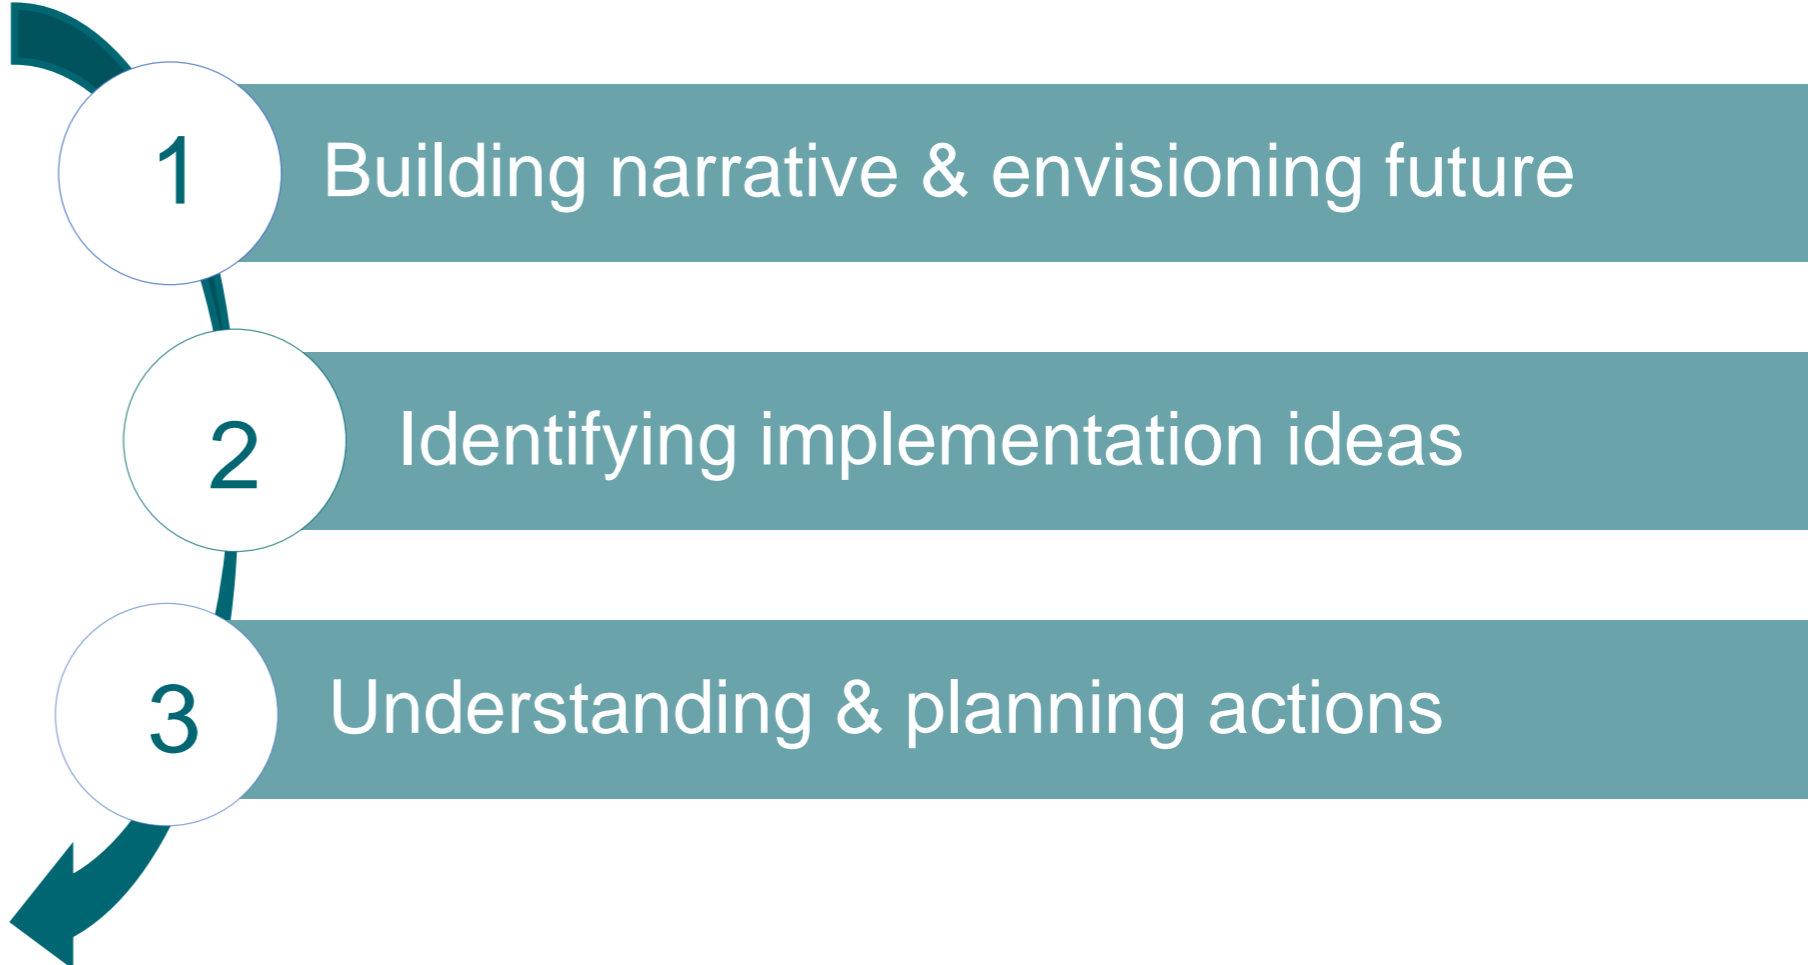 1
Building narrative & envisioning future
2
Identifying implementation ideas
3
Understanding & planning actions